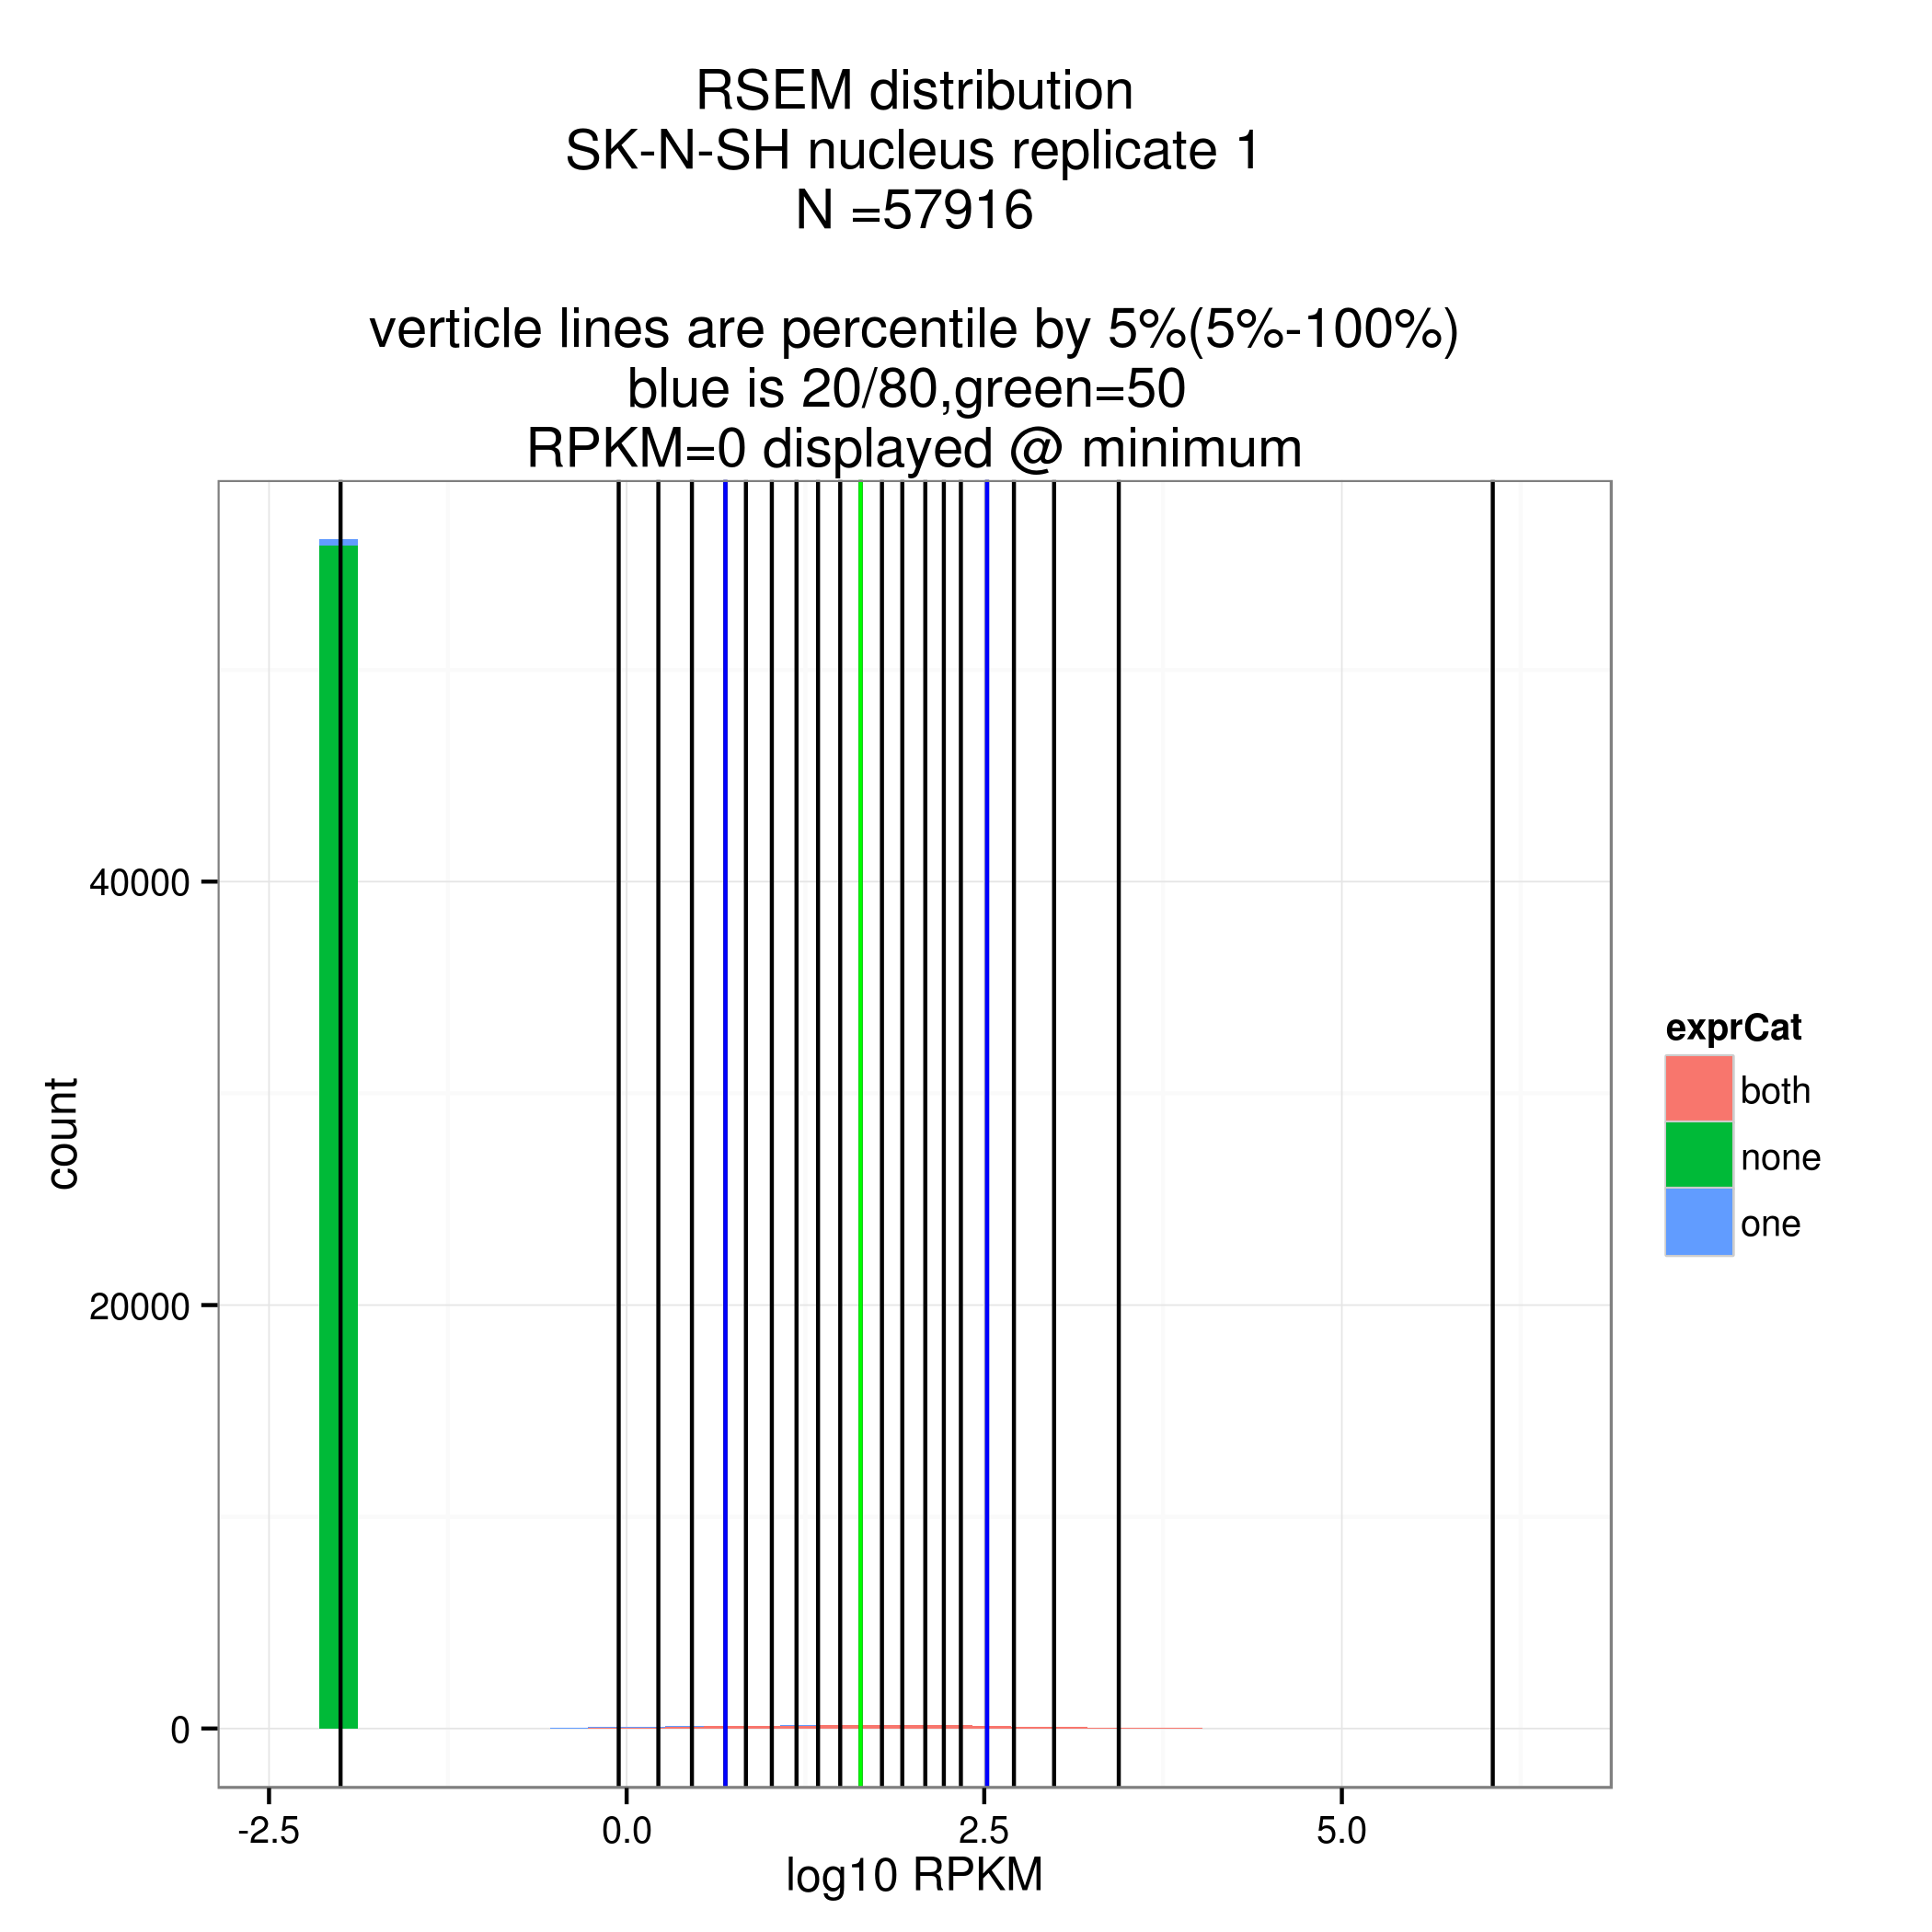 RSEM distribution
SK-N-SH nucleus replicate 1
N =57916
verticle lines are percentile by 5%(5%-100%)
blue is 20/80,green=50
RPKM=0 displayed @ minimum
40000
20000
0
count
-2.5
0.0
2.5
5.0
log10 RPKM
exprCat
both
none
one